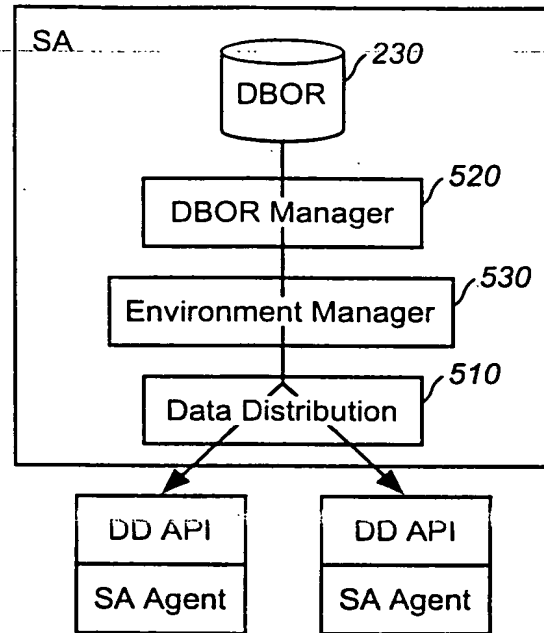 SA
230
DBOR
520
DBOR Manager
530
Environment Manager
510
Data Distribution
DD API
DD API
SA Agent
SA Agent